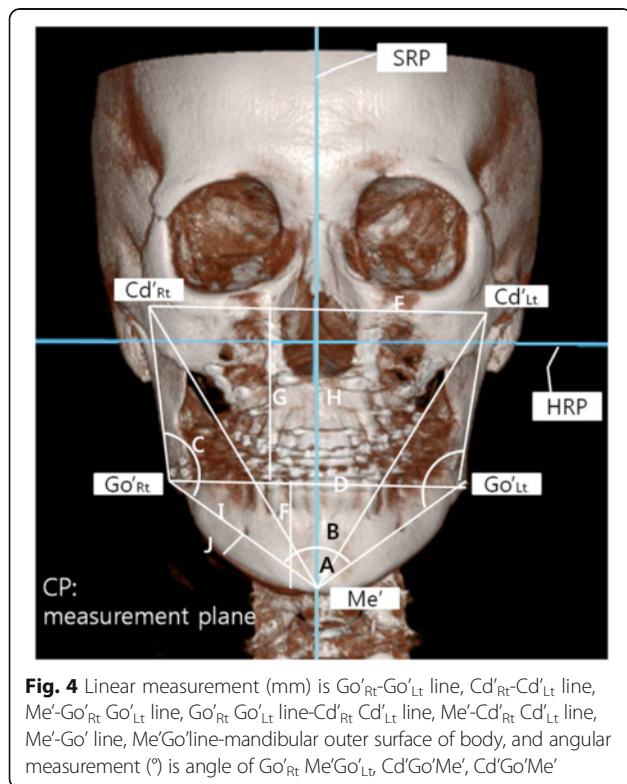 SRP
Cd'Rt
Cd'Lt
E
G
H
HRP
C
Go'Rt
D
Go'Lt
I
F
B
J
A
CP:
Me'
measurement plane
Fig. 4 Linear measurement (mm) is Go'Rt-Go'Lt line, Cd'Rt-Cd'Lt line,
Me'-Go'Rt Go'Lt line, Go'Rt Go'Lt line-Cd'Rt Cd'Lt line, Me'-Cd'Rt Cd'Lt line,
Me'-Go' line, Me'Go'line-mandibular outer surface of body, and angular
measurement (°) is angle of Go'Rt Me'Go'Lt, Cd'Go'Me', Cd'Go'Me'